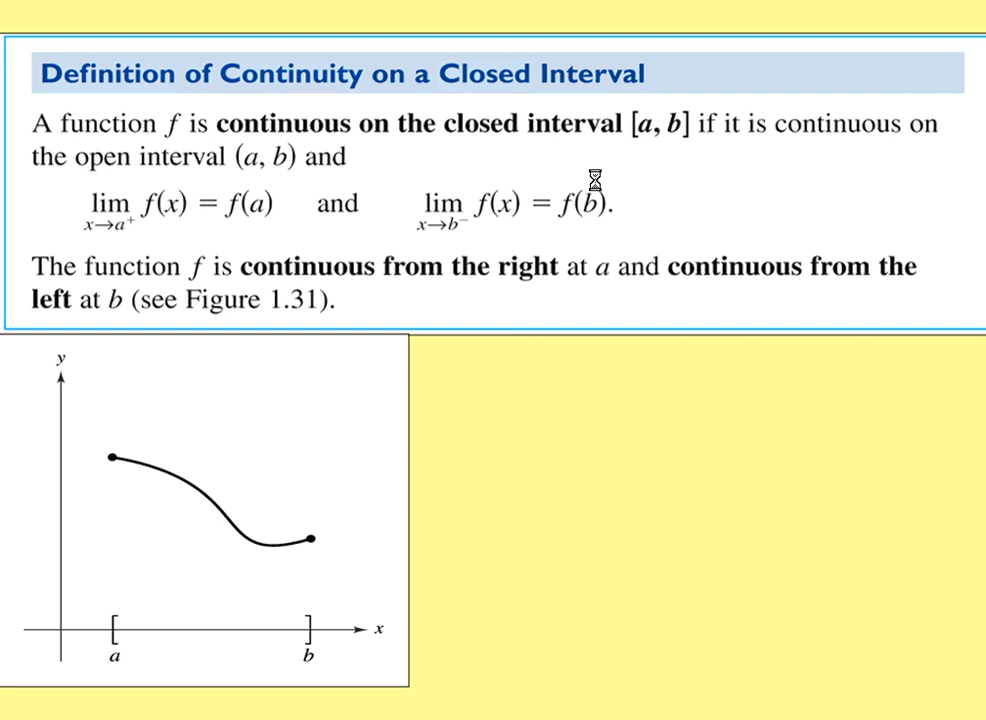 Definition of Continuity on a Closed Interval
A function f is continuous on the closed interval [a, b] if it is continuous on
the open interval (a, b) and
lim f(x) = f(a) and lim f(x) = f(b).
x→a⁺ x→b⁻
The function f is continuous from the right at a and continuous from the
left at b (see Figure 1.31).
y
[ ] x
a b